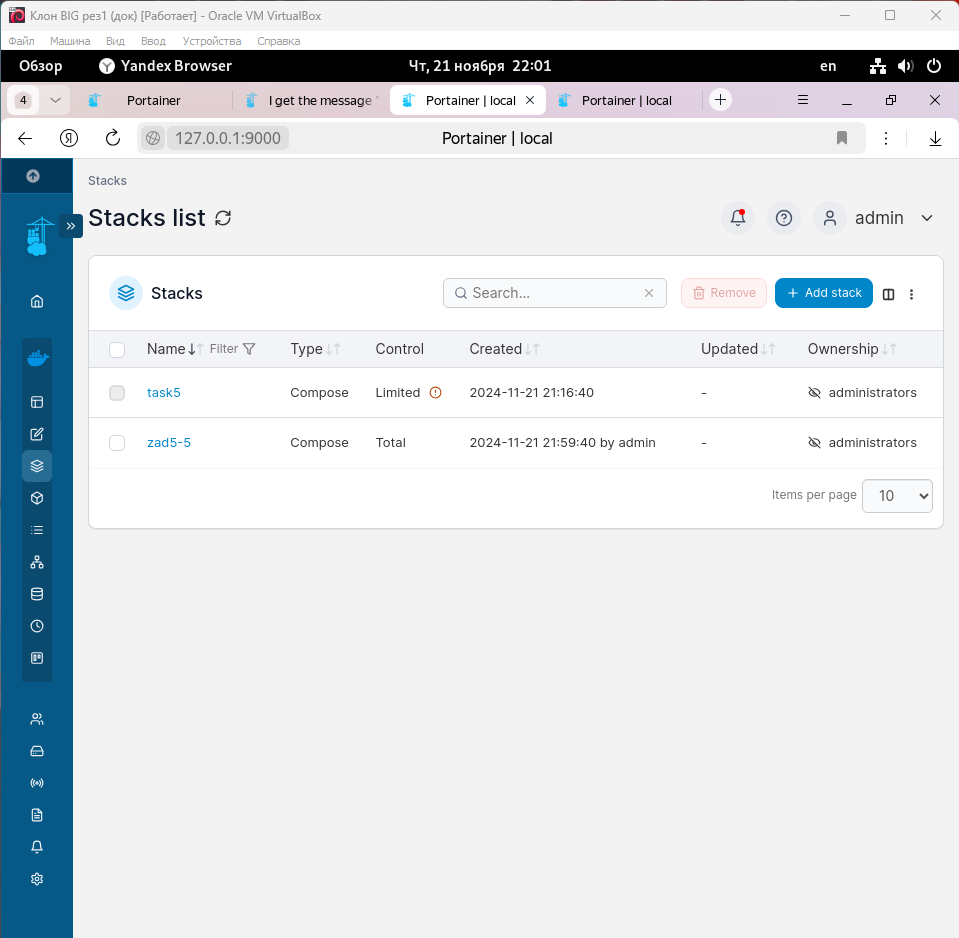 Клон BIG рез1 (док) [Работает] - Oracle VM VirtualBox
Файл Машина Вид Ввод Устройства Справка
Обзор Yandex Browser Чт, 21 ноября 22:01 en
4 Portainer I get the message " Portainer | local Portainer | local
127.0.0.1:9000 Portainer | local
Stacks
Stacks list admin
Stacks Search... Remove Add stack
Name Filter Type Control Created Updated Ownership
task5 Compose Limited 2024-11-21 21:16:40 - administrators
zad5-5 Compose Total 2024-11-21 21:59:40 by admin - administrators
Items per page 10